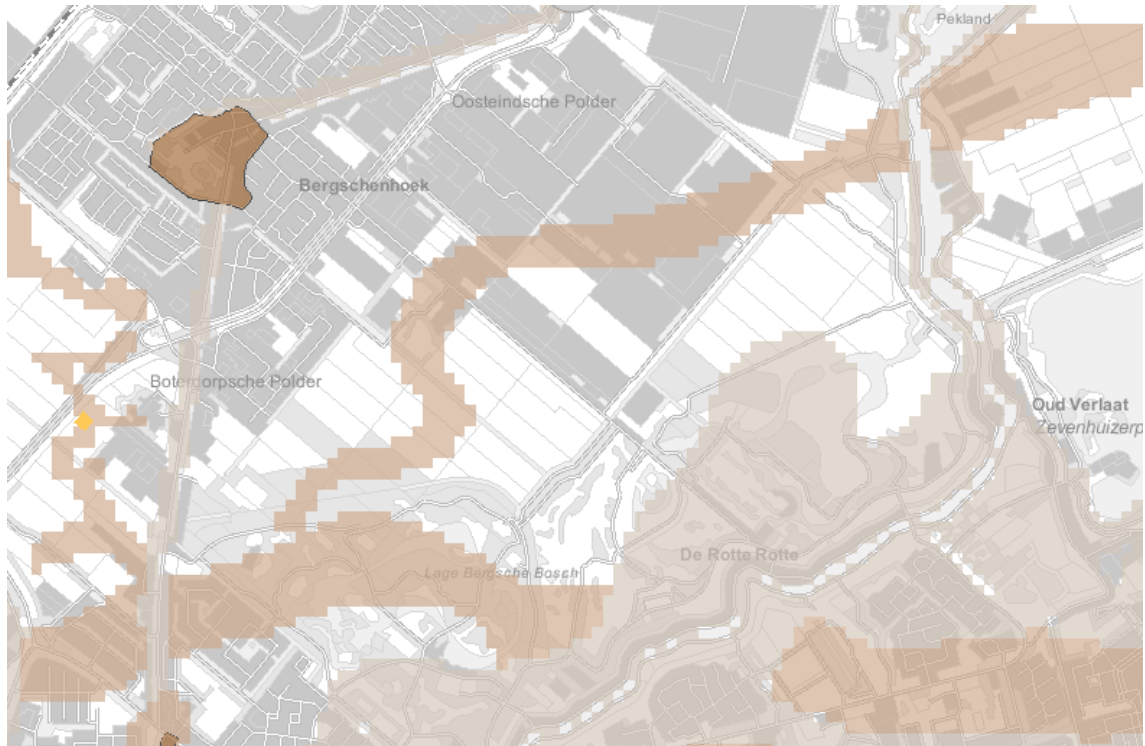 Pekland
Oosteindsche Polder
Bergschenhoek
Boterdorpsche Polder
Oud Verlaat
Zevenhuizerp
De Rotte Rotte
Lage Bergsche Bosch